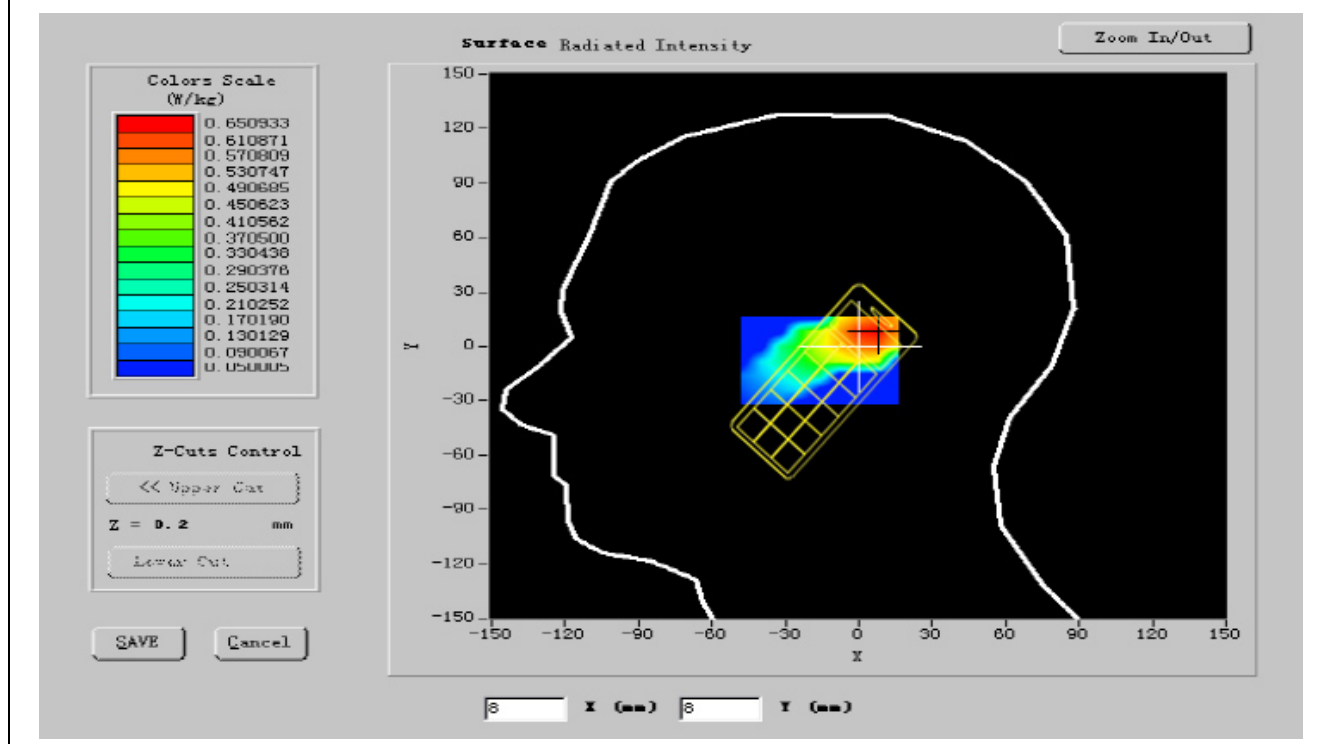 Surface Radiated Intensity
Zoom In/Out
Colors Scale
(W/kg)
0.650933
0.610871
0.570809
0.530747
0.490685
0.450623
0.410562
0.370500
0.330438
0.290376
0.250314
0.210252
0.170190
0.130129
0.090067
0.050005
Z-Cuts Control
<< Upper Cut
Z = 0.2 mm
Lower Cut
SAVE
Cancel
150
120
90
60
30
0
-30
-60
-90
-120
-150
Y
-150 -120 -90 -60 -30 0 30 60 90 120 150
X
8 X (mm) 8 Y (mm)